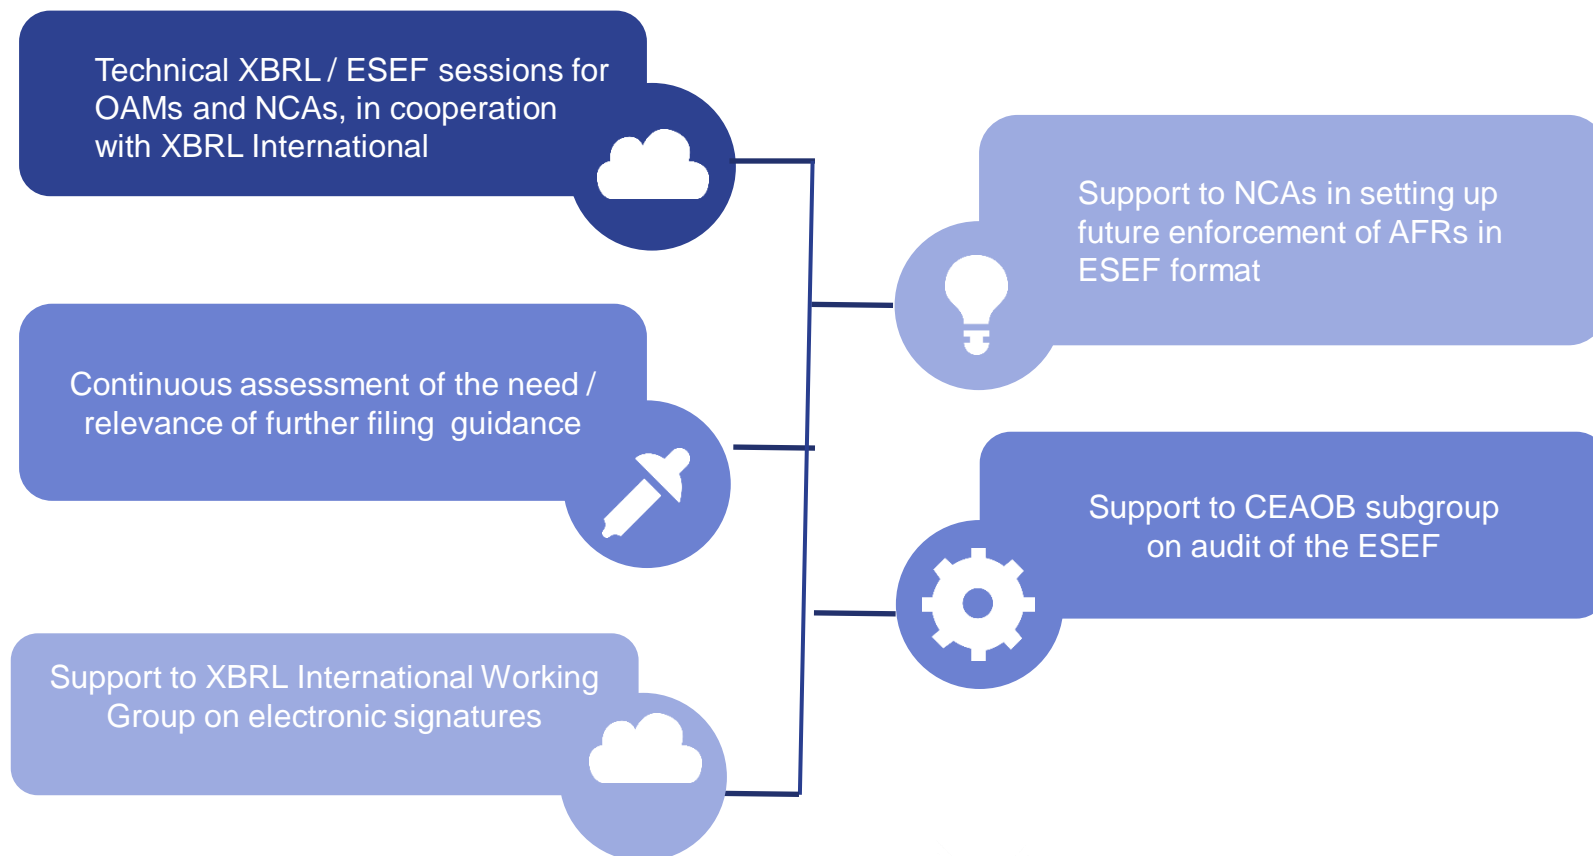 Technical XBRL / ESEF sessions for
OAMs and NCAs, in cooperation
with XBRL International
Support to NCAs in setting up
future enforcement of AFRs in
ESEF format
Continuous assessment of the need /
relevance of further filing guidance
Support to CEAOB subgroup
on audit of the ESEF
Support to XBRL International Working
Group on electronic signatures